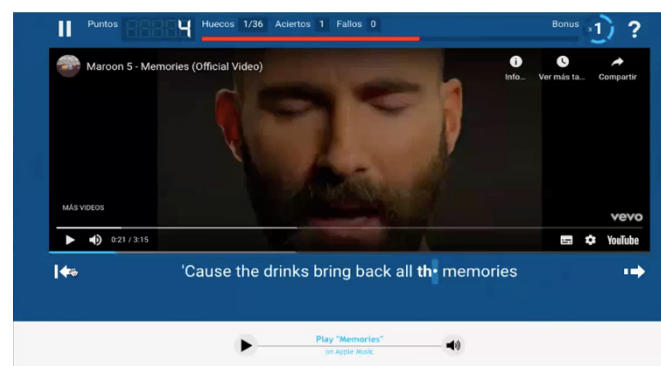 Puntos 4 Huecos 1/36 Aciertos 1 Fallos 0 Bonus x1 ?
Maroon 5 - Memories (Official Video)
Info... Ver más ta... Compartir
MÁS VIDEOS
vevo
0:21 / 3:15 YouTube
'Cause the drinks bring back all th• memories
Play "Memories"
on Apple Music